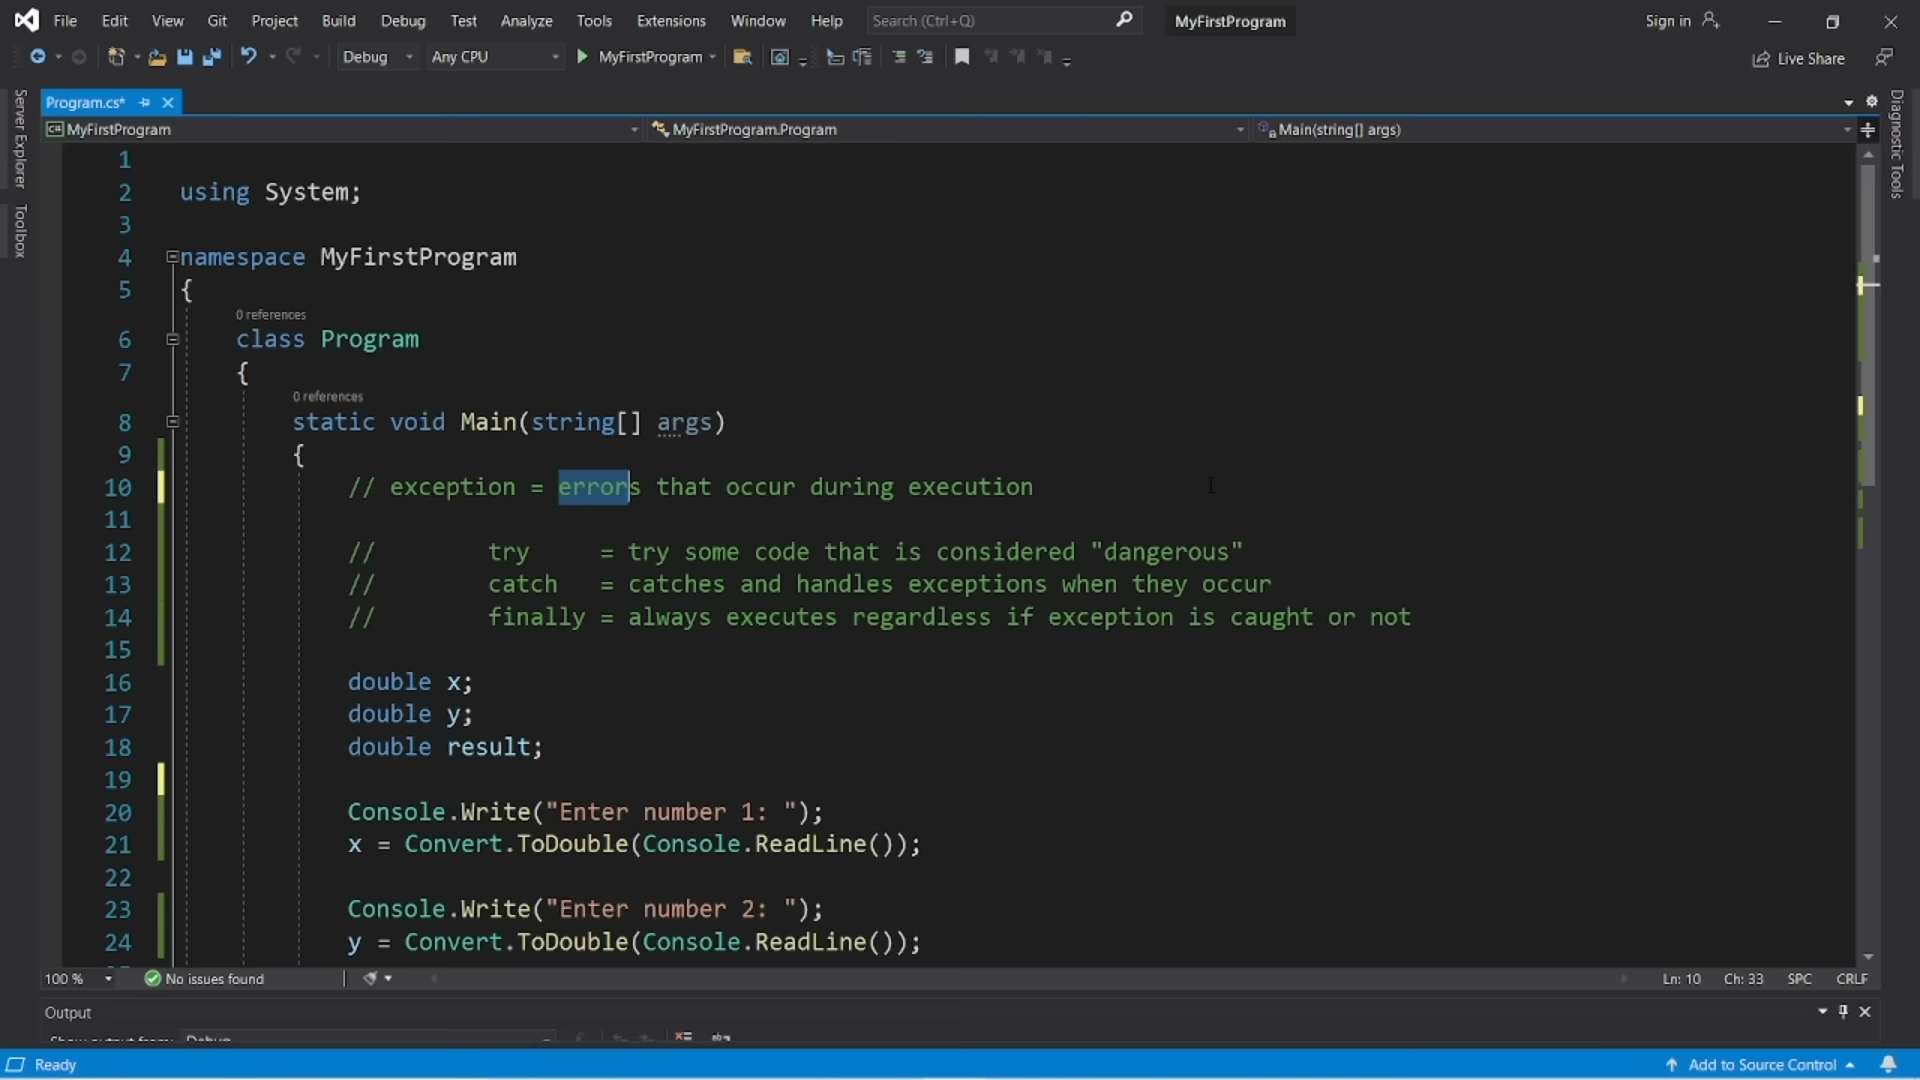 File Edit View Git Project Build Debug Test Analyze Tools Extensions Window Help Search (Ctrl+Q) MyFirstProgram Sign in
Debug Any CPU MyFirstProgram Live Share
Server Explorer
Toolbox
Diagnostic Tools
Program.cs*
C# MyFirstProgram MyFirstProgram.Program Main(string[] args)
1
2 using System;
3
4 namespace MyFirstProgram
5 {
0 references
6 class Program
7 {
0 references
8 static void Main(string[] args)
9 {
10 // exception = errors that occur during execution
11
12 // try = try some code that is considered "dangerous"
13 // catch = catches and handles exceptions when they occur
14 // finally = always executes regardless if exception is caught or not
15
16 double x;
17 double y;
18 double result;
19
20 Console.Write("Enter number 1: ");
21 x = Convert.ToDouble(Console.ReadLine());
22
23 Console.Write("Enter number 2: ");
24 y = Convert.ToDouble(Console.ReadLine());
100 % No issues found Ln: 10 Ch: 33 SPC CRLF
Output
Show output from: Debug
Ready Add to Source Control